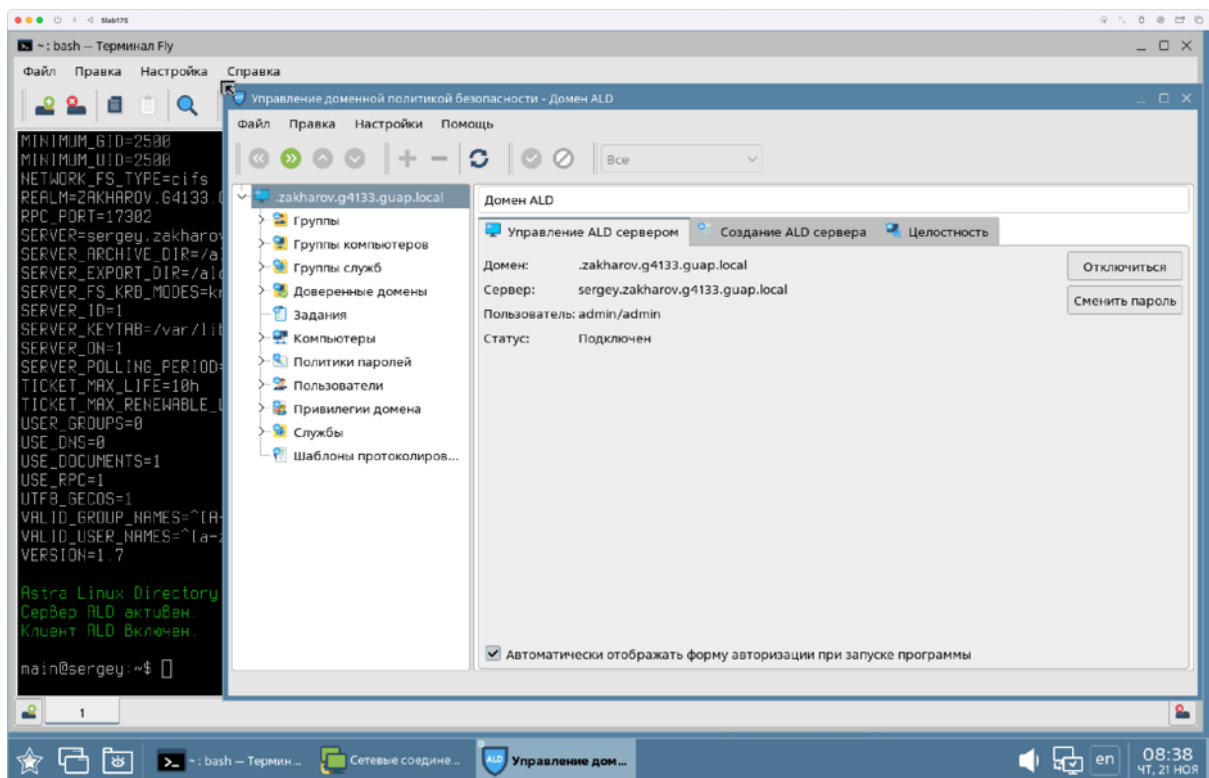 5lab176
~ : bash — Терминал Fly
Файл Правка Настройка Справка
MINIMUM_GID=2500
MINIMUM_UID=2500
NETWORK_FS_TYPE=cifs
REALM=ZAKHAROV.G4133.
RPC_PORT=17302
SERVER=sergey.zakharov
SERVER_ARCHIVE_DIR=/a
SERVER_EXPORT_DIR=/ald
SERVER_FS_KRB_MODES=kr
SERVER_ID=1
SERVER_KEYTAB=/var/lib
SERVER_ON=1
SERVER_POLLING_PERIOD=
TICKET_MAX_LIFE=10h
TICKET_MAX_RENEWABLE_L
USER_GROUPS=0
USE_DNS=0
USE_DOCUMENTS=1
USE_RPC=1
UTF8_GECOS=1
VALID_GROUP_NAMES=^[A-
VALID_USER_NAMES=^[a-z
VERSION=1.7
Astra Linux Directory
Сервер ALD активен.
Клиент ALD включен.
main@sergey:~$
1
Управление доменной политикой безопасности - Домен ALD
Файл Правка Настройки Помощь
Все
.zakharov.g4133.guap.local
Группы
Группы компьютеров
Группы служб
Доверенные домены
Задания
Компьютеры
Политики паролей
Пользователи
Привилегии домена
Службы
Шаблоны протоколиров...
Домен ALD
Управление ALD сервером Создание ALD сервера Целостность
Домен: .zakharov.g4133.guap.local Отключиться
Сервер: sergey.zakharov.g4133.guap.local
Сменить пароль
Пользователь: admin/admin
Статус: Подключен
Автоматически отображать форму авторизации при запуске программы
~ : bash — Термин... Сетевые соедине... ALD Управление дом... en 08:38
ЧТ, 21 НОЯ